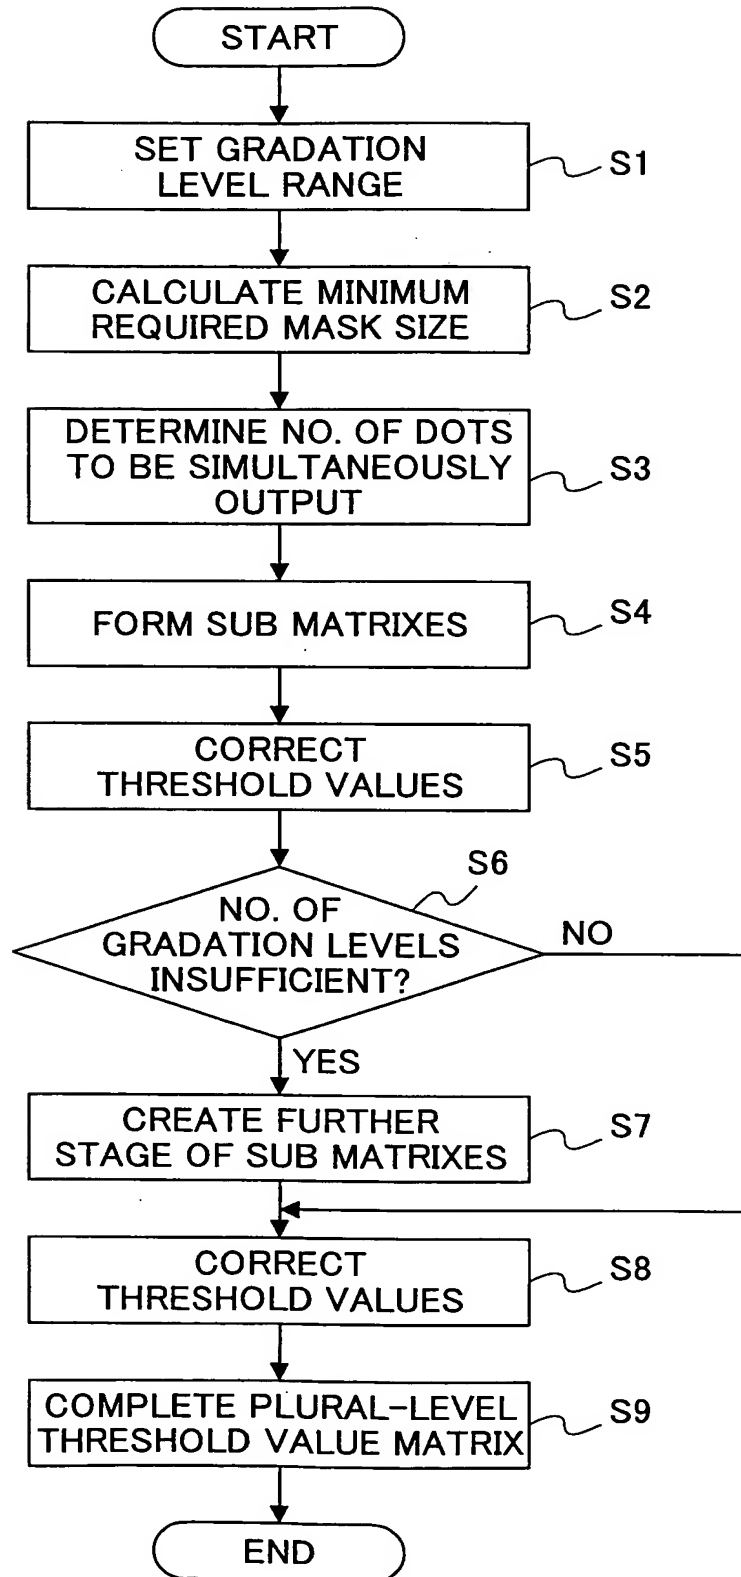 START
SET GRADATION
LEVEL RANGE
S1
CALCULATE MINIMUM
REQUIRED MASK SIZE
S2
DETERMINE NO. OF DOTS
TO BE SIMULTANEOUSLY
OUTPUT
S3
FORM SUB MATRIXES
S4
CORRECT
THRESHOLD VALUES
S5
S6
NO. OF
GRADATION LEVELS
INSUFFICIENT?
NO
YES
CREATE FURTHER
STAGE OF SUB MATRIXES
S7
CORRECT
THRESHOLD VALUES
S8
COMPLETE PLURAL-LEVEL
THRESHOLD VALUE MATRIX
S9
END